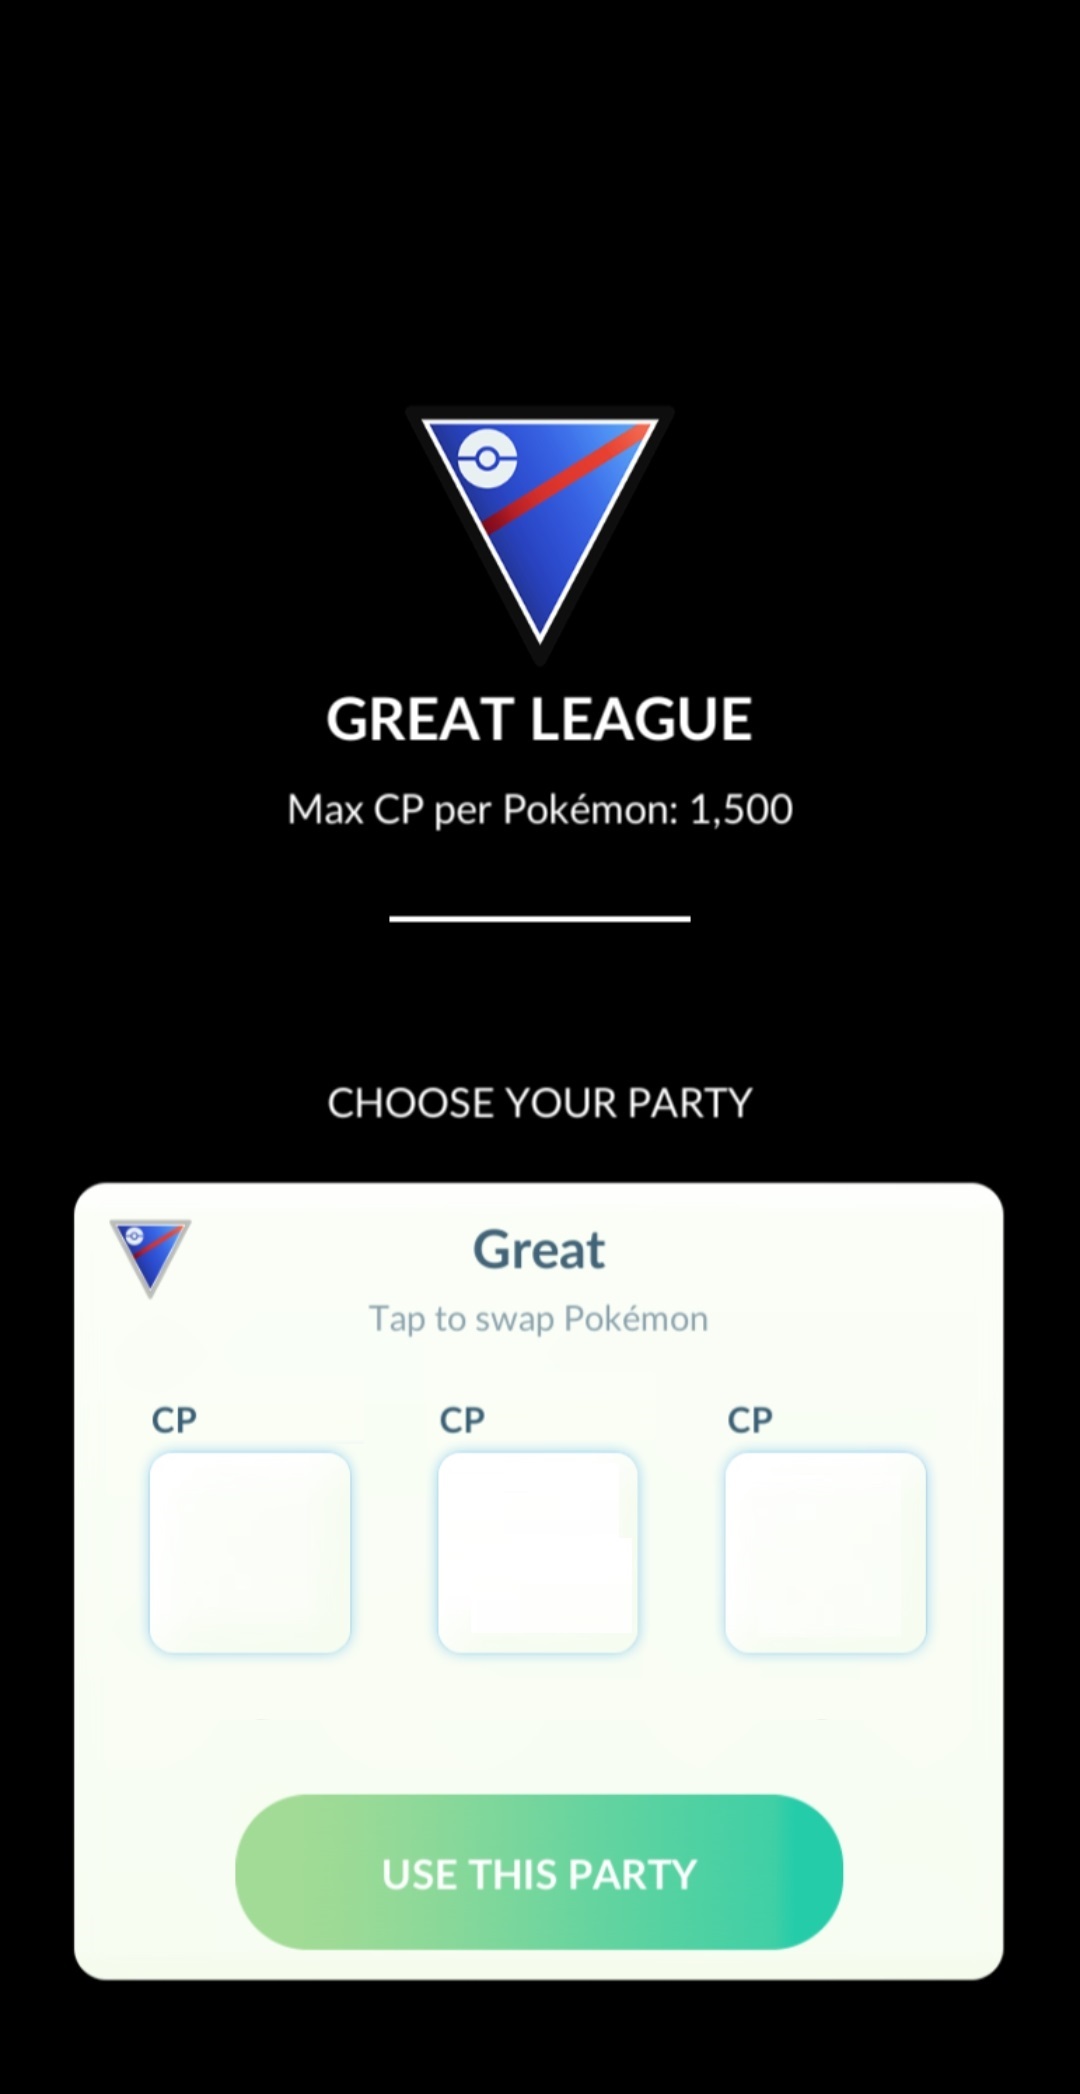 GREAT LEAGUE
Max CP per Pokémon: 1,500
CHOOSE YOUR PARTY
Great
Tap to swap Pokémon
CP CP CP
USE THIS PARTY